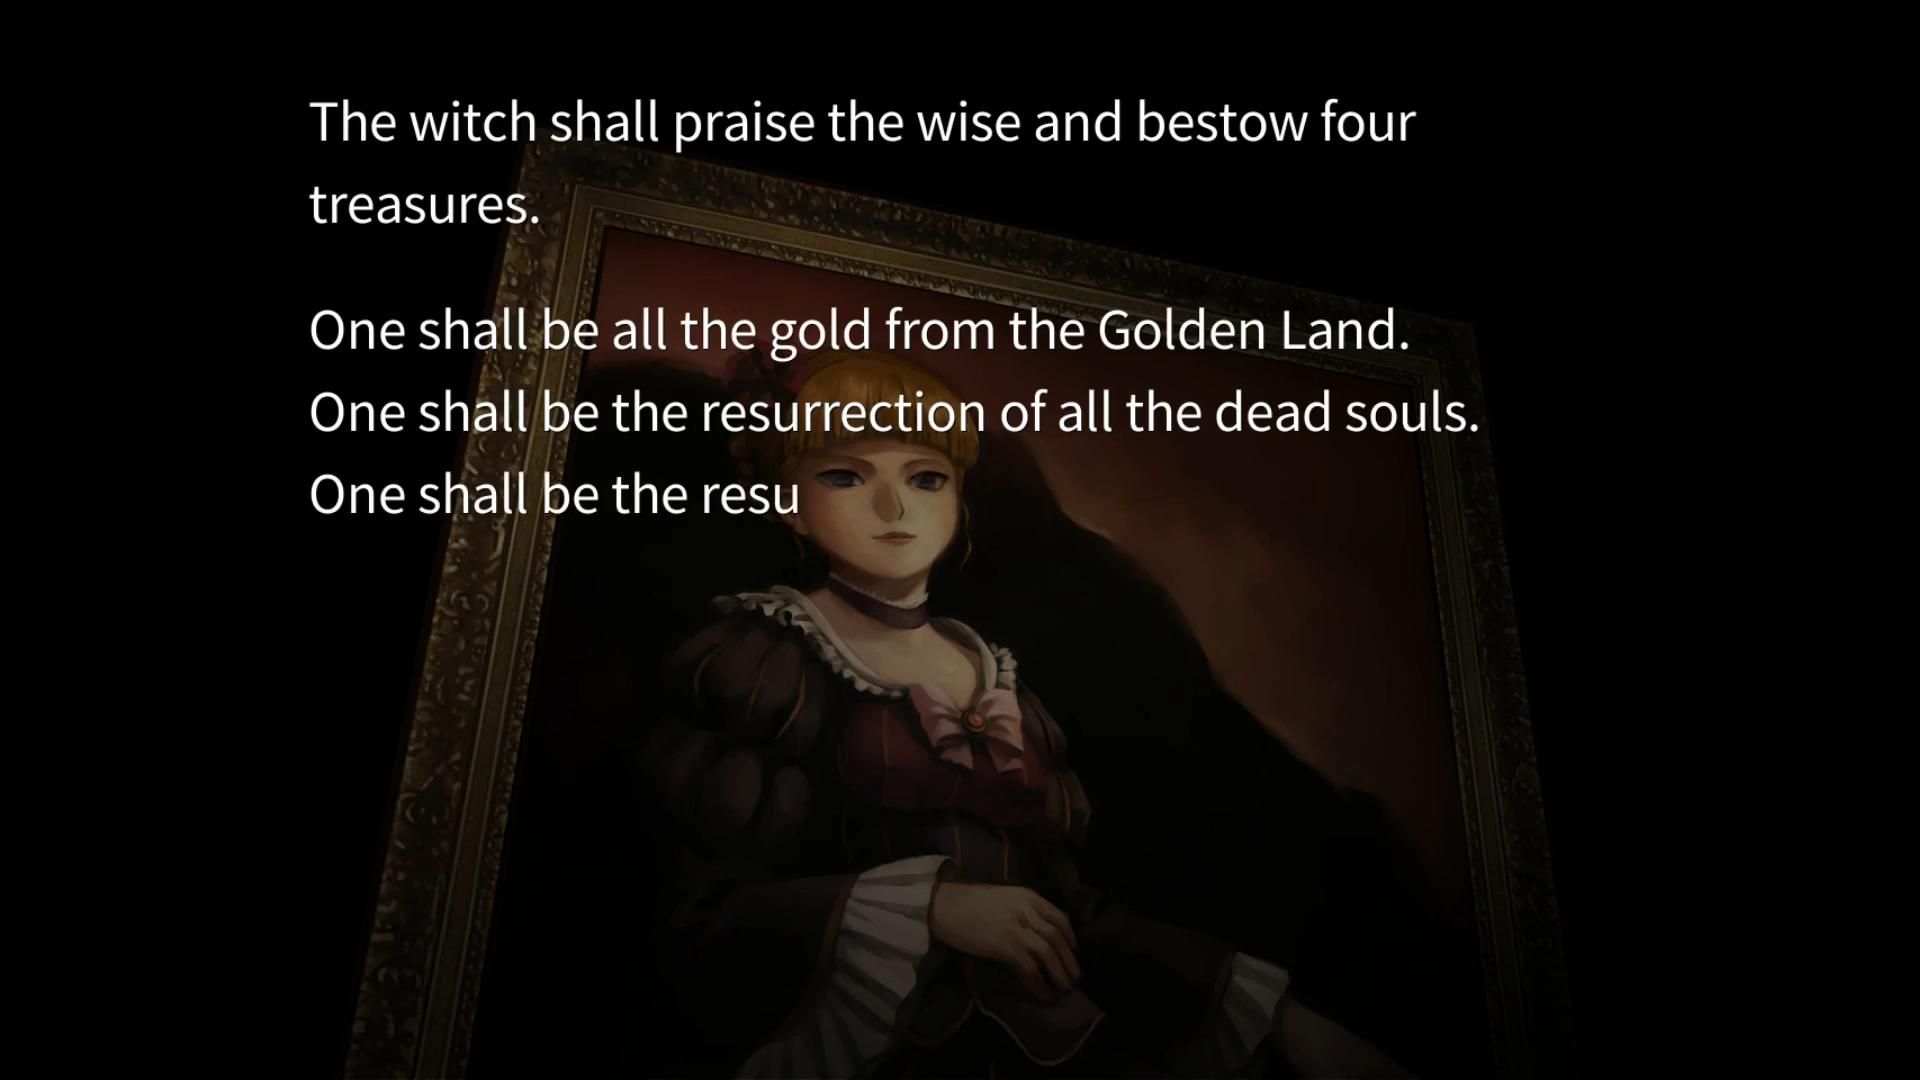 The witch shall praise the wise and bestow four
treasures.
One shall be all the gold from the Golden Land.
One shall be the resurrection of all the dead souls.
One shall be the resu